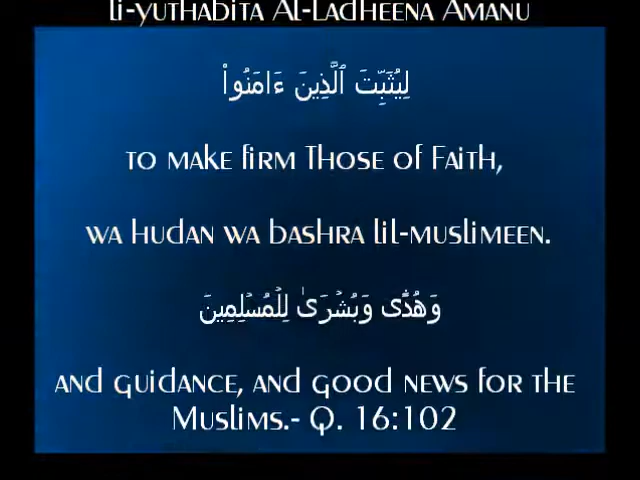 li-yuthabita Al-Ladheena Amanu
لِيُثَبِّتَ ٱلَّذِينَ ءَامَنُوا۟
to make firm Those of Faith,
wa hudan wa bashra lil-muslimeen.
وَهُدًى وَبُشْرَىٰ لِلْمُسْلِمِينَ
and guidance, and good news for the
Muslims.- Q. 16:102